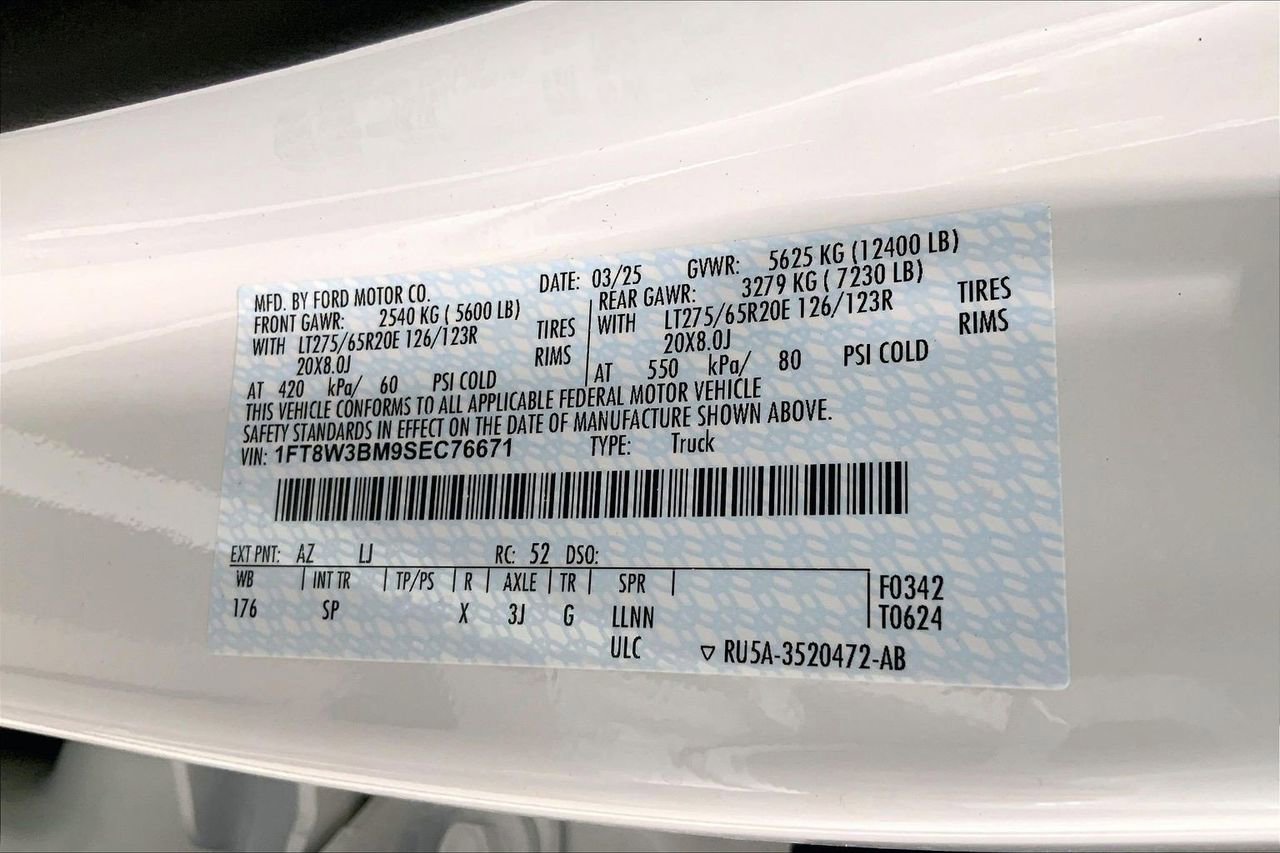 MFD. BY FORD MOTOR CO. DATE: 03/25 GVWR: 5625 KG (12400 LB)
FRONT GAWR: 2540 KG ( 5600 LB) REAR GAWR: 3279 KG ( 7230 LB)
WITH LT275/65R20E 126/123R TIRES WITH LT275/65R20E 126/123R TIRES
20X8.0J RIMS 20X8.0J RIMS
AT 420 kPa/ 60 PSI COLD AT 550 kPa/ 80 PSI COLD
THIS VEHICLE CONFORMS TO ALL APPLICABLE FEDERAL MOTOR VEHICLE
SAFETY STANDARDS IN EFFECT ON THE DATE OF MANUFACTURE SHOWN ABOVE.
VIN: 1FT8W3BM9SEC76671 TYPE: Truck
EXT PNT: AZ LJ RC: 52 DSO:
WB INT TR TP/PS R AXLE TR SPR F0342
176 SP X 3J G LLNN T0624
ULC ▽ RU5A-3520472-AB